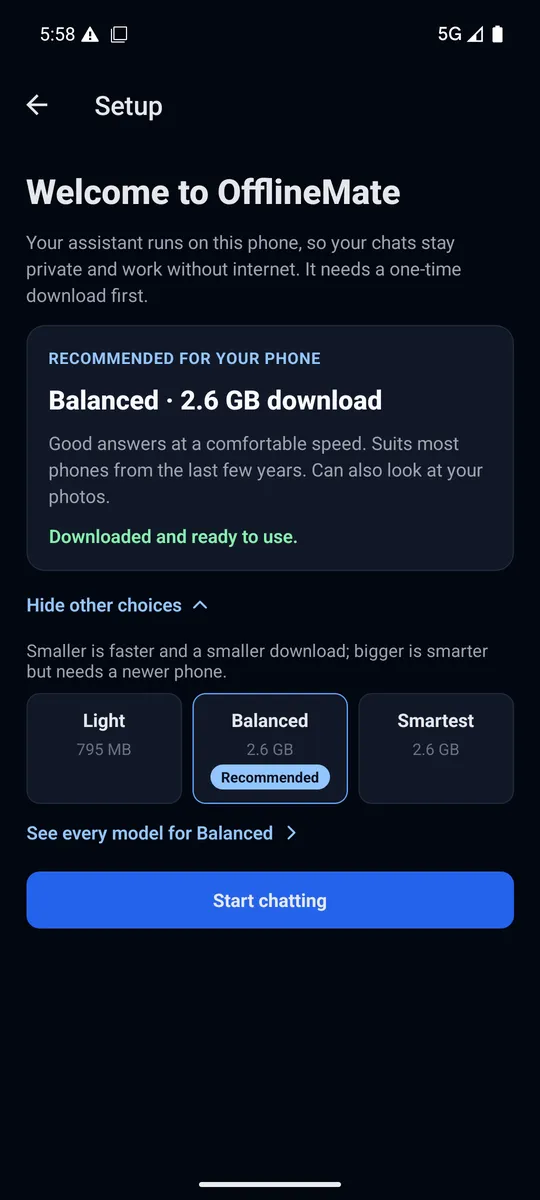 5:58
5G
Setup
Welcome to OfflineMate
Your assistant runs on this phone, so your chats stay
private and work without internet. It needs a one-time
download first.
RECOMMENDED FOR YOUR PHONE
Balanced · 2.6 GB download
Good answers at a comfortable speed. Suits most
phones from the last few years. Can also look at your
photos.
Downloaded and ready to use.
Hide other choices
Smaller is faster and a smaller download; bigger is smarter
but needs a newer phone.
Light
795 MB
Balanced
2.6 GB
Recommended
Smartest
2.6 GB
See every model for Balanced
Start chatting